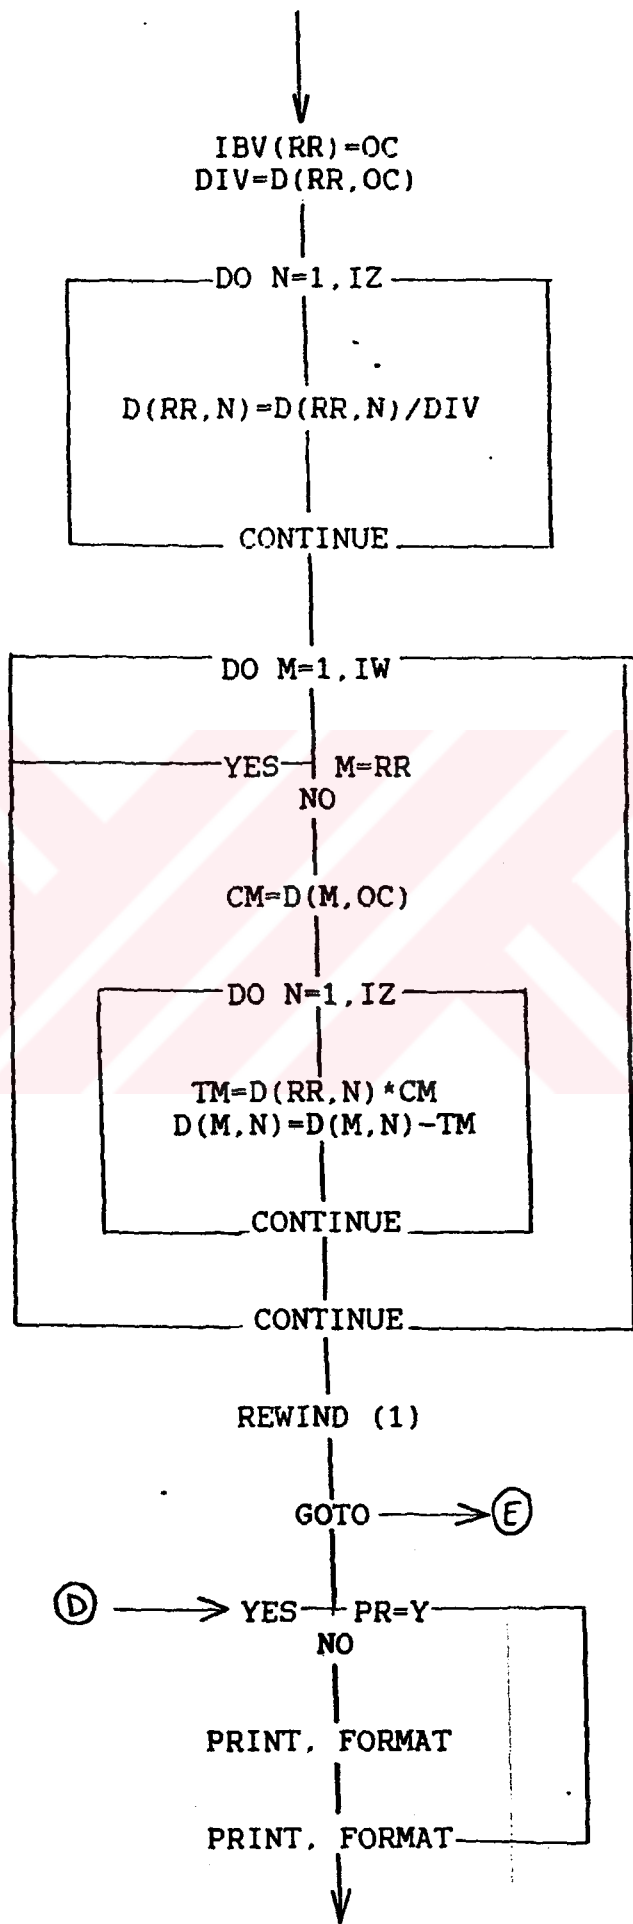 IBV(RR)=OC
DIV=D(RR,OC)
DO N=1,IZ
D(RR,N)=D(RR,N)/DIV
CONTINUE
DO M=1,IW
YES M=RR
NO
CM=D(M,OC)
DO N=1,IZ
TM=D(RR,N)*CM
D(M,N)=D(M,N)-TM
CONTINUE
CONTINUE
REWIND (1)
GOTO E
D YES PR=Y
NO
PRINT, FORMAT
PRINT, FORMAT